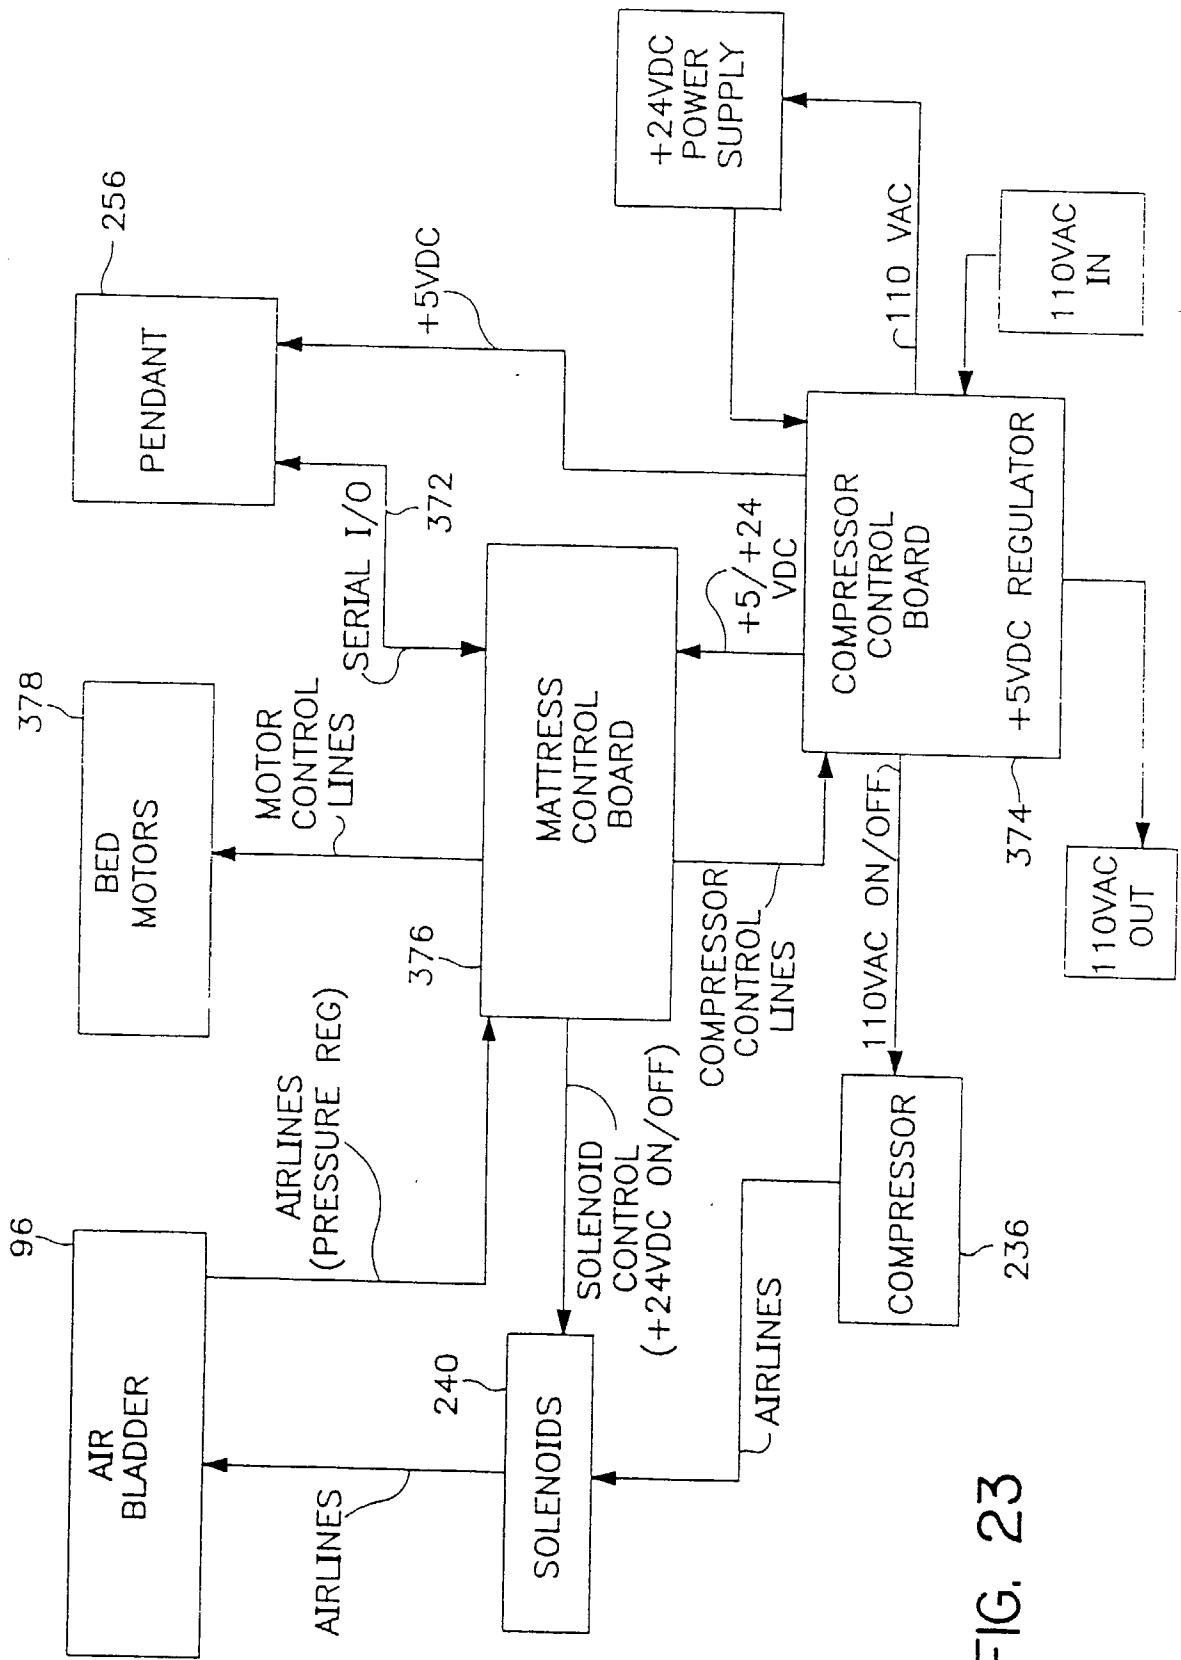 96
AIR
BLADDER
AIRLINES
AIRLINES
(PRESSURE REG)
378
BED
MOTORS
MOTOR
CONTROL
LINES
256
PENDANT
SERIAL I/O
372
+5VDC
240
SOLENOIDS
SOLENOID
CONTROL
(+24VDC ON/OFF)
376
MATTRESS
CONTROL
BOARD
COMPRESSOR
CONTROL
LINES
+5/+24
VDC
+24VDC
POWER
SUPPLY
110 VAC
AIRLINES
COMPRESSOR
236
110VAC ON/OFF
COMPRESSOR
CONTROL
BOARD
+5VDC REGULATOR
374
110VAC
IN
110VAC
OUT
FIG. 23